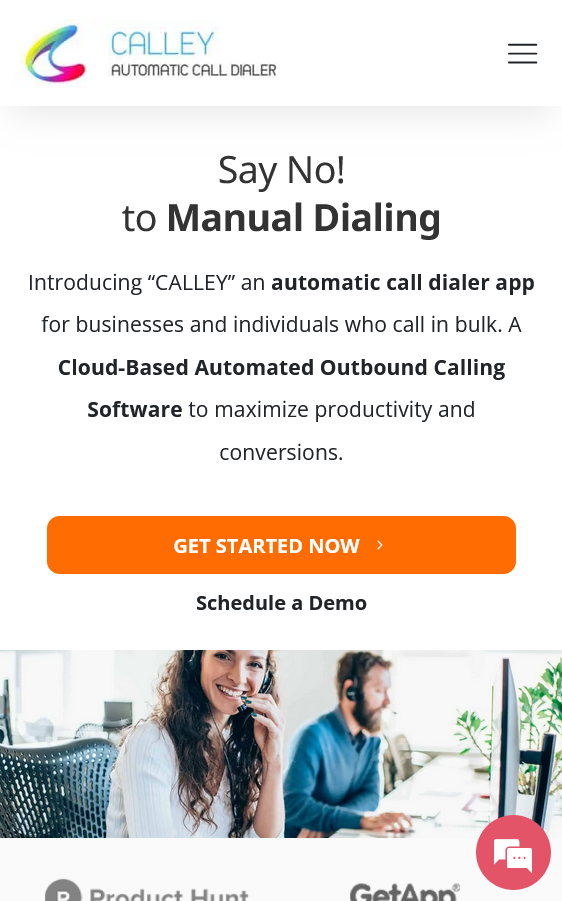 CALLEY
AUTOMATIC CALL DIALER
Say No!
to Manual Dialing
Introducing “CALLEY” an automatic call dialer app
for businesses and individuals who call in bulk. A
Cloud-Based Automated Outbound Calling
Software to maximize productivity and
conversions.
GET STARTED NOW
Schedule a Demo
P Product Hunt
GetApp